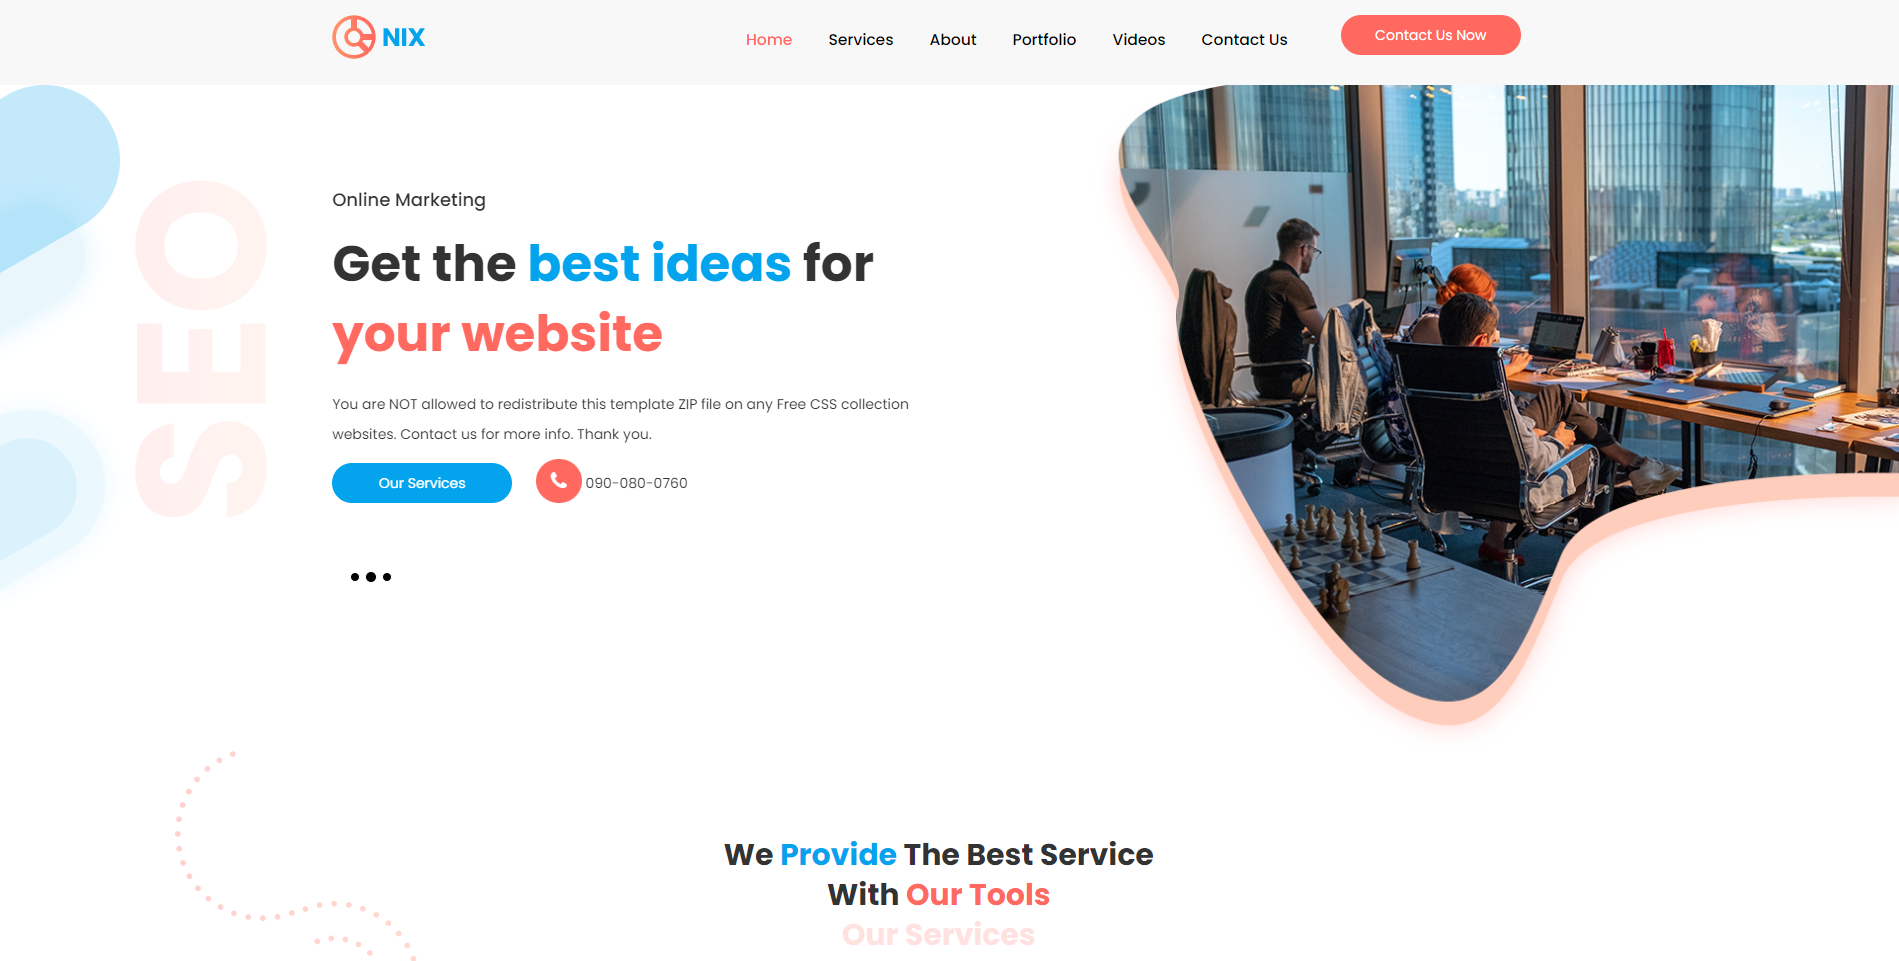 NIX
Home Services About Portfolio Videos Contact Us Contact Us Now
SEO
Online Marketing
Get the best ideas for
your website
You are NOT allowed to redistribute this template ZIP file on any Free CSS collection
websites. Contact us for more info. Thank you.
Our Services 090-080-0760
We Provide The Best Service
With Our Tools
Our Services